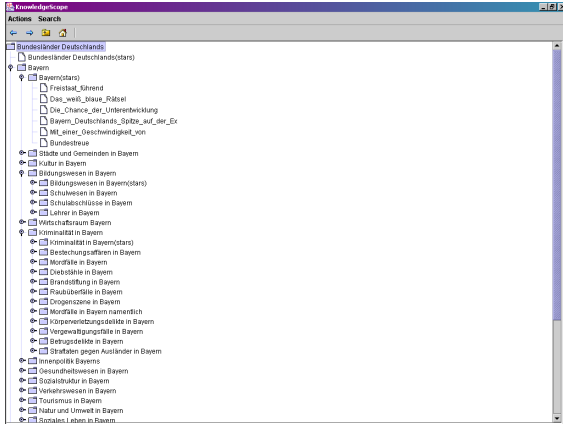 KnowledgeScope
Actions Search
Bundesländer Deutschlands
Bundesländer Deutschlands(stars)
Bayern
Bayern(stars)
Freistaat_führend
Das_weiß_blaue_Rätsel
Die_Chance_der_Unterentwicklung
Bayern_Deutschlands_Spitze_auf_der_Ex
Mit_einer_Geschwindigkeit_von
Bundestreue
Städte und Gemeinden in Bayern
Kultur in Bayern
Bildungswesen in Bayern
Bildungswesen in Bayern(stars)
Schulwesen in Bayern
Schulabschlüsse in Bayern
Lehrer in Bayern
Wirtschaftsraum Bayern
Kriminalität in Bayern
Kriminalität in Bayern(stars)
Bestechungsaffären in Bayern
Mordfälle in Bayern
Diebstähle in Bayern
Brandstiftung in Bayern
Raubüberfälle in Bayern
Drogenszene in Bayern
Mordfälle in Bayern namentlich
Körperverletzungsdelikte in Bayern
Vergewaltigungsfälle in Bayern
Betrugsdelikte in Bayern
Straftaten gegen Ausländer in Bayern
Innenpolitik Bayerns
Gesundheitswesen in Bayern
Sozialstruktur in Bayern
Verkehrswesen in Bayern
Tourismus in Bayern
Natur und Umwelt in Bayern
Soziales Leben in Bayern